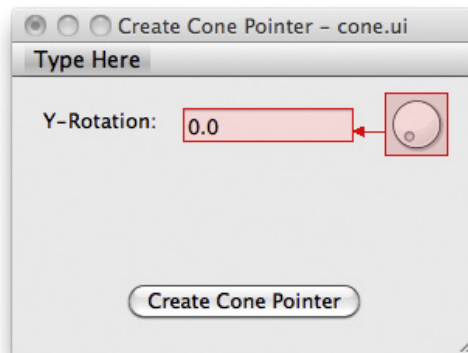 Create Cone Pointer – cone.ui
Type Here
Y-Rotation: 0.0
Create Cone Pointer